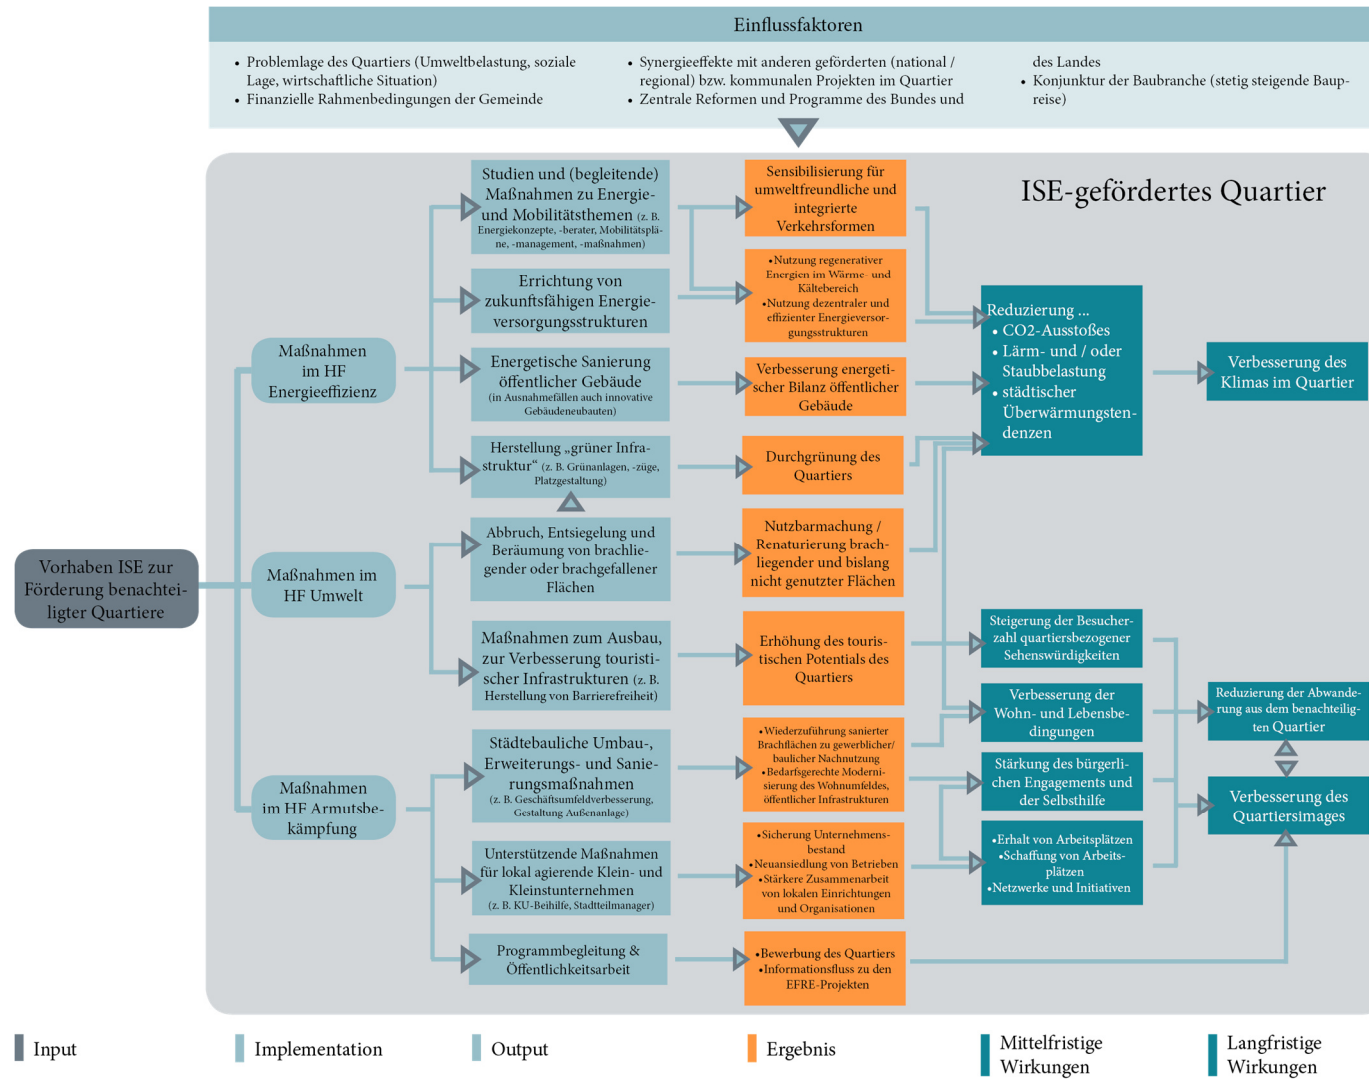 Einflussfaktoren
• Problemlage des Quartiers (Umweltbelastung, soziale
Lage, wirtschaftliche Situation)
• Finanzielle Rahmenbedingungen der Gemeinde
• Synergieeffekte mit anderen geförderten (national /
regional) bzw. kommunalen Projekten im Quartier
• Zentrale Reformen und Programme des Bundes und
des Landes
• Konjunktur der Baubranche (stetig steigende Bau-
preise)
ISE-gefördertes Quartier
Vorhaben ISE zur
Förderung benachtei-
ligter Quartiere
Maßnahmen
im HF
Energieeffizienz
Maßnahmen im
HF Umwelt
Maßnahmen
im HF Armutsbe-
kämpfung
Studien und (begleitende)
Maßnahmen zu Energie-
und Mobilitätsthemen (z. B.
Energiekonzepte, -berater, Mobilitätsplä-
ne, -management, -maßnahmen)
Errichtung von
zukunftsfähigen Energie-
versorgungsstrukturen
Energetische Sanierung
öffentlicher Gebäude
(in Ausnahmefällen auch innovative
Gebäudeneubauten)
Herstellung „grüner Infra-
struktur“ (z. B. Grünanlagen, -züge,
Platzgestaltung)
Abbruch, Entsiegelung und
Beräumung von brachlie-
gender oder brachgefallener
Flächen
Maßnahmen zum Ausbau,
zur Verbesserung touristi-
scher Infrastrukturen (z. B.
Herstellung von Barrierefreiheit)
Städtebauliche Umbau-,
Erweiterungs- und Sanie-
rungsmaßnahmen
(z. B. Geschäftsumfeldverbesserung,
Gestaltung Außenanlage)
Unterstützende Maßnahmen
für lokal agierende Klein- und
Kleinstunternehmen
(z. B. KU-Beihilfe, Stadtteilmanager)
Programmbegleitung &
Öffentlichkeitsarbeit
Sensibilisierung für
umweltfreundliche und
integrierte
Verkehrsformen
• Nutzung regenerativer
Energien im Wärme- und
Kältebereich
• Nutzung dezentraler und
effizienter Energieversor-
gungsstrukturen
Verbesserung energeti-
scher Bilanz öffentlicher
Gebäude
Durchgrünung des
Quartiers
Nutzbarmachung /
Renaturierung brach-
liegender und bislang
nicht genutzter Flächen
Erhöhung des touris-
tischen Potentials des
Quartiers
• Wiederzuführung sanierter
Brachflächen zu gewerblicher/
baulicher Nachnutzung
• Bedarfsgerechte Moderni-
sierung des Wohnumfeldes,
öffentlicher Infrastrukturen
• Sicherung Unternehmens-
bestand
• Neuansiedlung von Betrieben
• Stärkere Zusammenarbeit
von lokalen Einrichtungen
und Organisationen
• Bewerbung des Quartiers
• Informationsfluss zu den
EFRE-Projekten
Reduzierung ...
• CO2-Ausstoßes
• Lärm- und / oder
Staubbelastung
• städtischer
Überwärmungsten-
denzen
Steigerung der Besucher-
zahl quartiersbezogener
Sehenswürdigkeiten
Verbesserung der
Wohn- und Lebensbe-
dingungen
Stärkung des bürgerli-
chen Engagements und
der Selbsthilfe
• Erhalt von Arbeitsplätzen
• Schaffung von Arbeits-
plätzen
• Netzwerke und Initiativen
Verbesserung des
Klimas im Quartier
Reduzierung der Abwande-
rung aus dem benachteilig-
ten Quartier
Verbesserung des
Quartiersimages
Input
Implementation
Output
Ergebnis
Mittelfristige
Wirkungen
Langfristige
Wirkungen